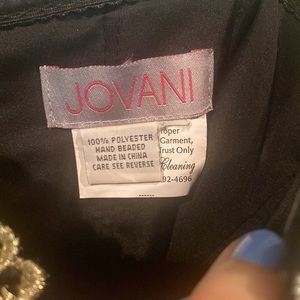 JOVANI
100% POLYESTER
HAND BEADED
MADE IN CHINA
CARE SEE REVERSE
roper
Garment,
Trust Only
Cleaning
92-4696